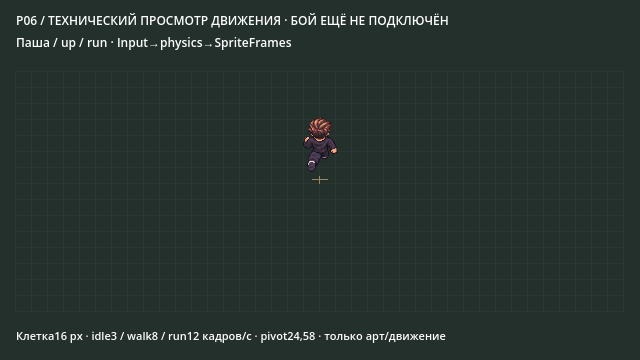 P06 / ТЕХНИЧЕСКИЙ ПРОСМОТР ДВИЖЕНИЯ · БОЙ ЕЩЁ НЕ ПОДКЛЮЧЁН
Паша / up / run · Input→physics→SpriteFrames
Клетка16 px · idle3 / walk8 / run12 кадров/с · pivot24,58 · только арт/движение